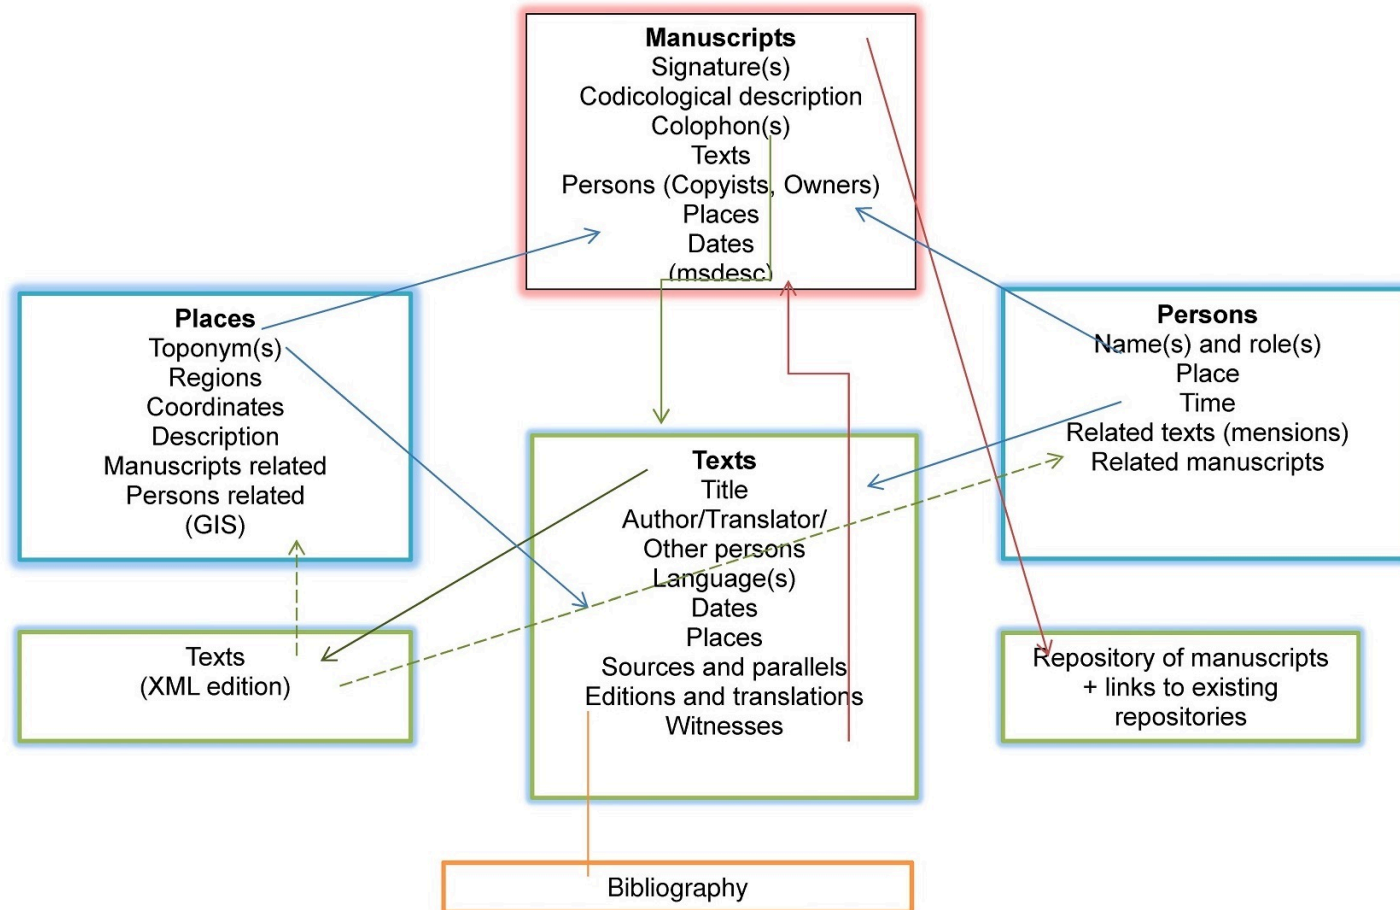 Manuscripts
Signature(s)
Codicological description
Colophon(s)
Texts
Persons (Copyists, Owners)
Places
Dates
(msdesc)
Places
Toponym(s)
Regions
Coordinates
Description
Manuscripts related
Persons related
(GIS)
Persons
Name(s) and role(s)
Place
Time
Related texts (mensions)
Related manuscripts
Texts
Title
Author/Translator/
Other persons
Language(s)
Dates
Places
Sources and parallels
Editions and translations
Witnesses
Texts
(XML edition)
Repository of manuscripts
+ links to existing
repositories
Bibliography